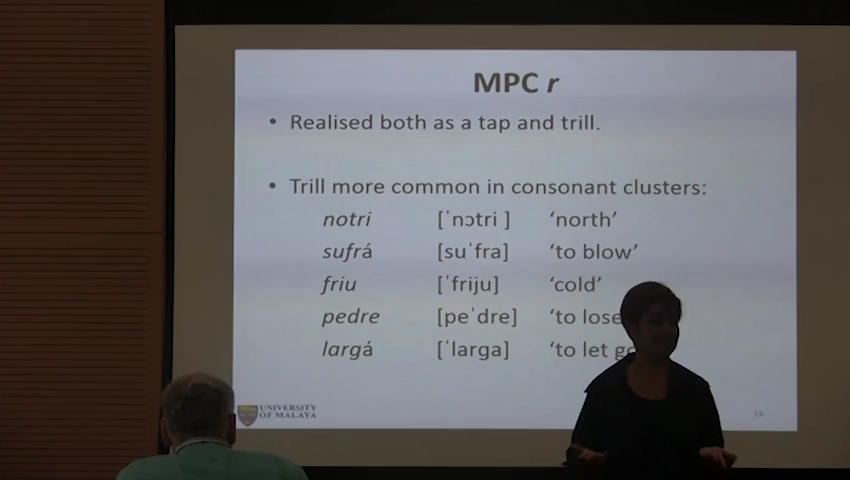 MPC r
• Realised both as a tap and trill.
• Trill more common in consonant clusters:
notri [ˈnɔtri ] ‘north’
sufrá [suˈfra] ‘to blow’
friu [ˈfriju] ‘cold’
pedre [peˈdre] ‘to lose
largá [ˈlarga] ‘to let go
UNIVERSITY
OF MALAYA
19